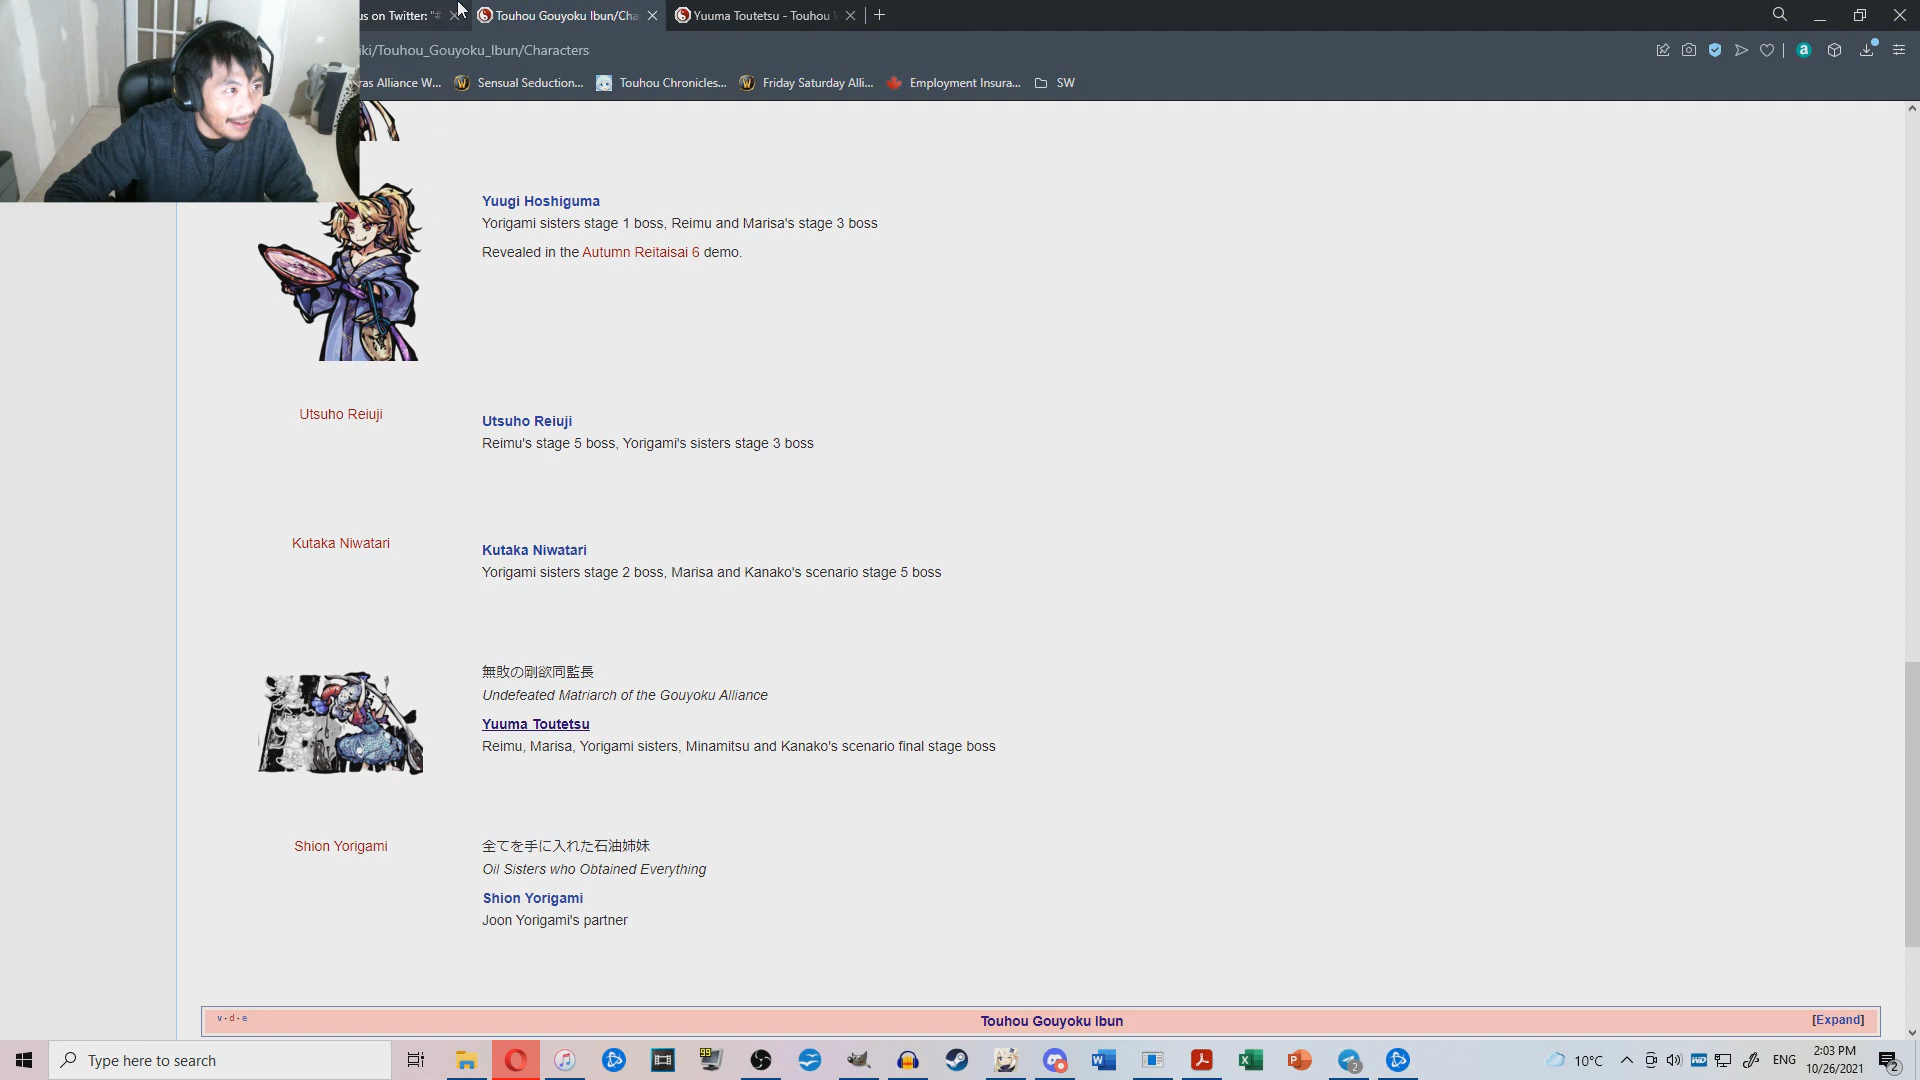 us on Twitter: "
Touhou Gouyoku Ibun/Cha
Yuuma Toutetsu - Touhou
ki/Touhou_Gouyoku_Ibun/Characters
ras Alliance W...
Sensual Seduction...
Touhou Chronicles...
Friday Saturday Alli...
Employment Insura...
SW
Yuugi Hoshiguma
Yorigami sisters stage 1 boss, Reimu and Marisa's stage 3 boss
Revealed in the Autumn Reitaisai 6 demo.
Utsuho Reiuji
Utsuho Reiuji
Reimu's stage 5 boss, Yorigami's sisters stage 3 boss
Kutaka Niwatari
Kutaka Niwatari
Yorigami sisters stage 2 boss, Marisa and Kanako's scenario stage 5 boss
無敗の剛欲同盟長
Undefeated Matriarch of the Gouyoku Alliance
Yuuma Toutetsu
Reimu, Marisa, Yorigami sisters, Minamitsu and Kanako's scenario final stage boss
Shion Yorigami
全てを手に入れた石油姉妹
Oil Sisters who Obtained Everything
Shion Yorigami
Joon Yorigami's partner
v · d · e
Touhou Gouyoku Ibun
[Expand]
Type here to search
99
2
10°C
ENG
2:03 PM
10/26/2021
2